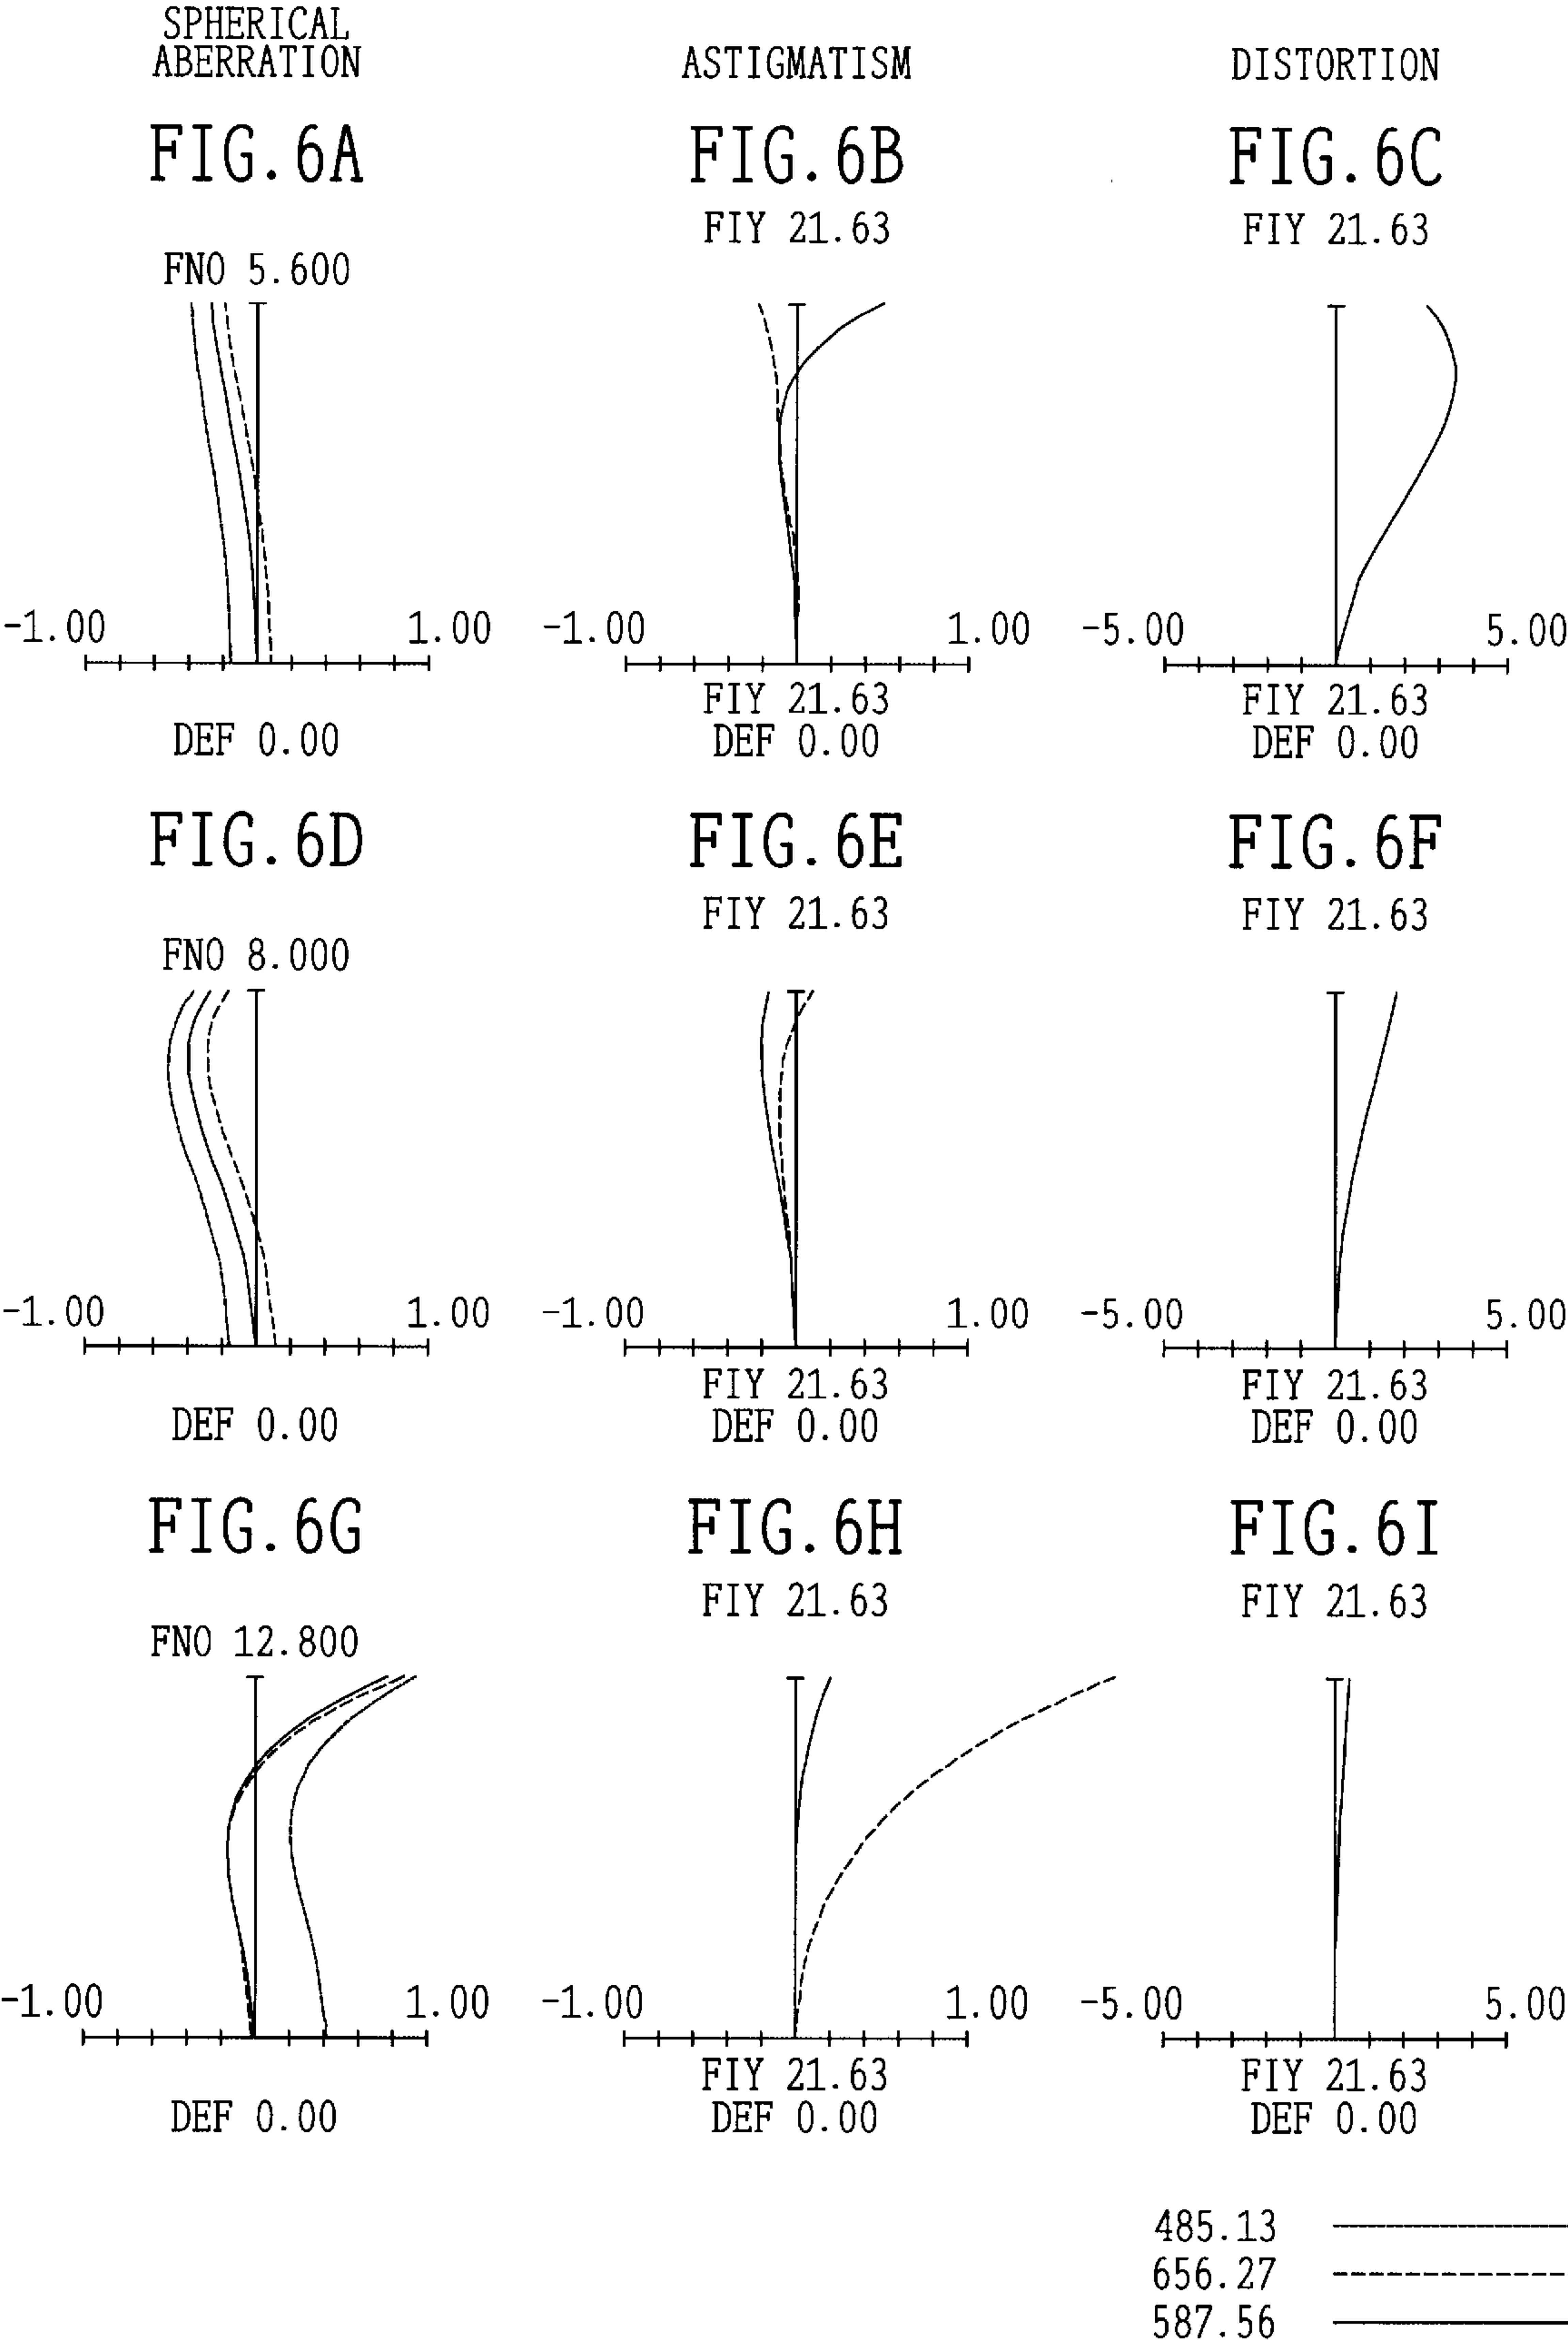 SPHERICAL
ABERRATION
ASTIGMATISM
DISTORTION
FIG.6A
FIG.6B
FIG.6C
FIY 21.63
FIY 21.63
FNO 5.600
-1.00
1.00
-1.00
1.00
-5.00
5.00
FIY 21.63
FIY 21.63
DEF 0.00
DEF 0.00
DEF 0.00
FIG.6D
FIG.6E
FIG.6F
FIY 21.63
FIY 21.63
FNO 8.000
-1.00
1.00
-1.00
1.00
-5.00
5.00
FIY 21.63
FIY 21.63
DEF 0.00
DEF 0.00
DEF 0.00
FIG.6G
FIG.6H
FIG.6I
FIY 21.63
FIY 21.63
FNO 12.800
-1.00
1.00
-1.00
1.00
-5.00
5.00
FIY 21.63
FIY 21.63
DEF 0.00
DEF 0.00
DEF 0.00
485.13
656.27
587.56